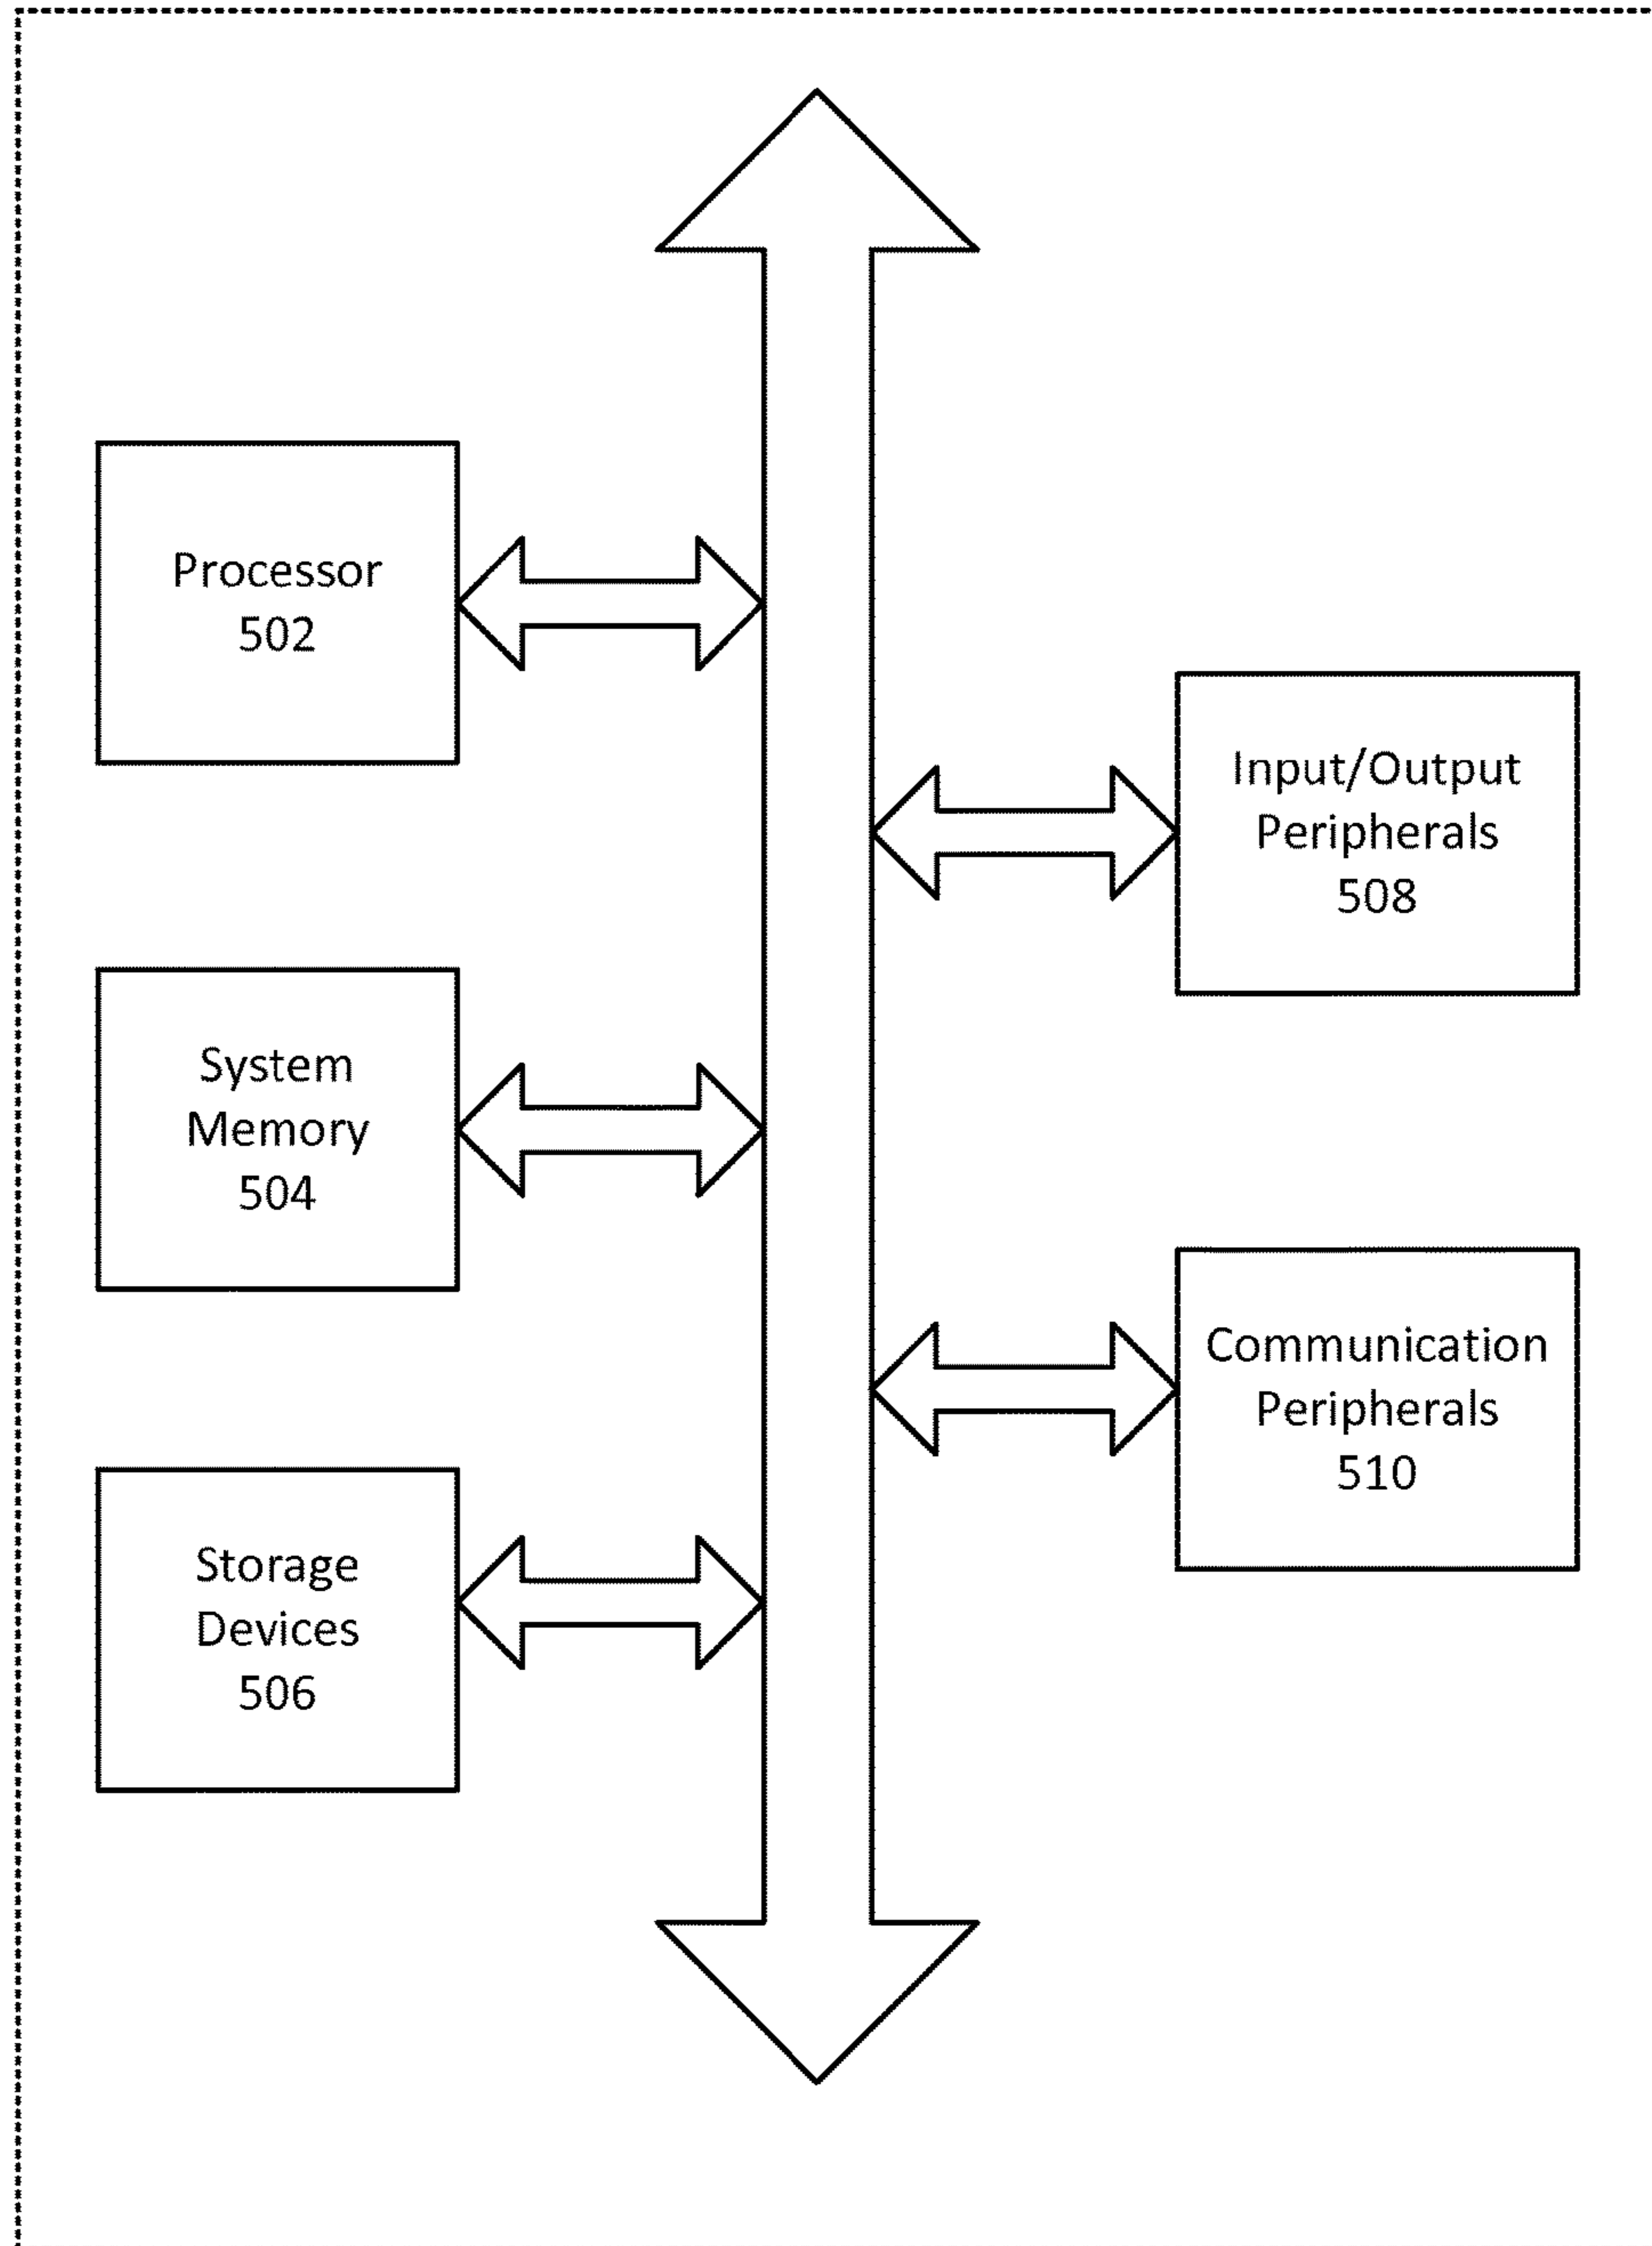 Processor
502
System
Memory
504
Storage
Devices
506
Input/Output
Peripherals
508
Communication
Peripherals
510